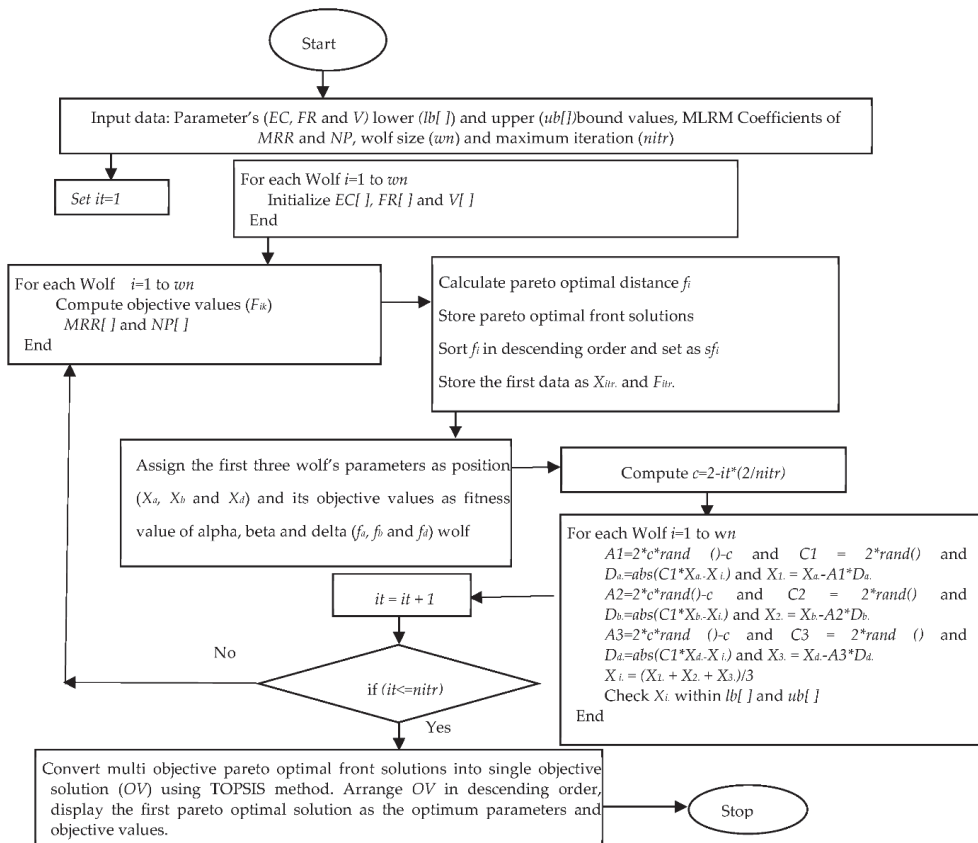 Start
Input data: Parameter's (EC, FR and V) lower (lb[ ]) and upper (ub[])bound values, MLRM Coefficients of
MRR and NP, wolf size (wn) and maximum iteration (nitr)
Set it=1
For each Wolf i=1 to wn
Initialize EC[ ], FR[ ] and V[ ]
End
For each Wolf i=1 to wn
Compute objective values (Fik)
MRR[ ] and NP[ ]
End
Calculate pareto optimal distance fi
Store pareto optimal front solutions
Sort fi in descending order and set as sfi
Store the first data as Xitr. and Fitr.
Assign the first three wolf's parameters as position
(Xa, Xb and Xd) and its objective values as fitness
value of alpha, beta and delta (fa, fb and fd) wolf
Compute c=2-it*(2/nitr)
For each Wolf i=1 to wn
A1=2*c*rand ()-c and C1 = 2*rand() and
Da.=abs(C1*Xa.-Xi.) and X1. = Xa.-A1*Da.
A2=2*c*rand()-c and C2 = 2*rand() and
Db.=abs(C1*Xb.-Xi.) and X2. = Xb.-A2*Db.
A3=2*c*rand ()-c and C3 = 2*rand () and
Dd.=abs(C1*Xd.-Xi.) and X3. = Xd.-A3*Dd.
Xi. = (X1. + X2. + X3.)/3
Check Xi. within lb[ ] and ub[ ]
End
it = it + 1
No
if (it<=nitr)
Yes
Convert multi objective pareto optimal front solutions into single objective
solution (OV) using TOPSIS method. Arrange OV in descending order,
display the first pareto optimal solution as the optimum parameters and
objective values.
Stop